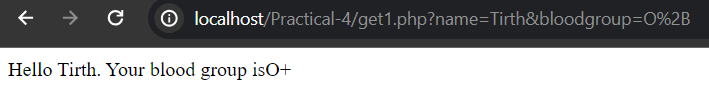 localhost/Practical-4/get1.php?name=Tirth&bloodgroup=O%2B
Hello Tirth. Your blood group isO+